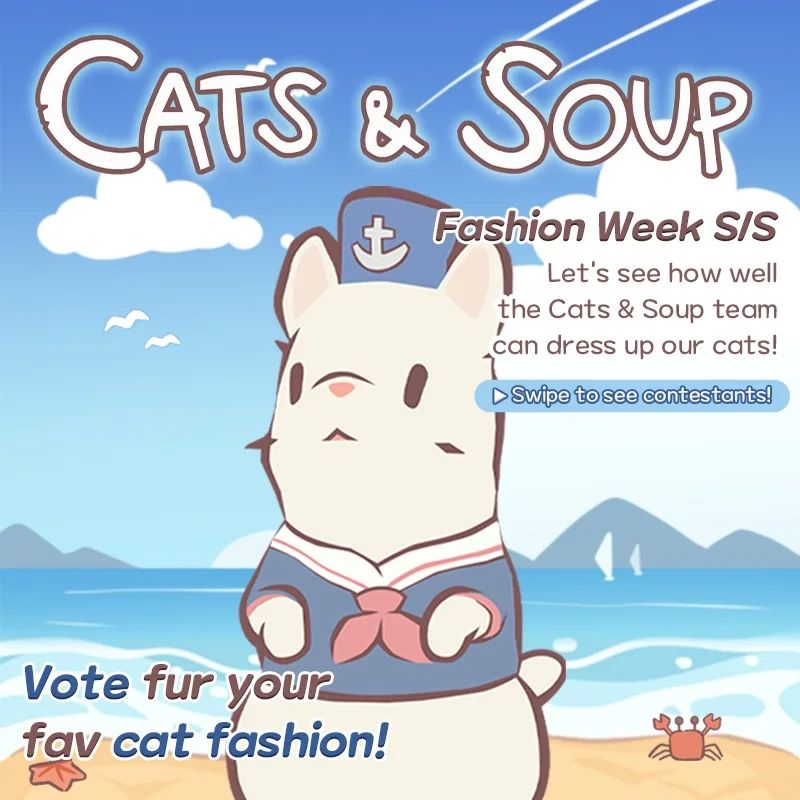 CATS & SOUP
Fashion Week S/S
Let's see how well
the Cats & Soup team
can dress up our cats!
▷ Swipe to see contestants!
Vote fur your
fav cat fashion!